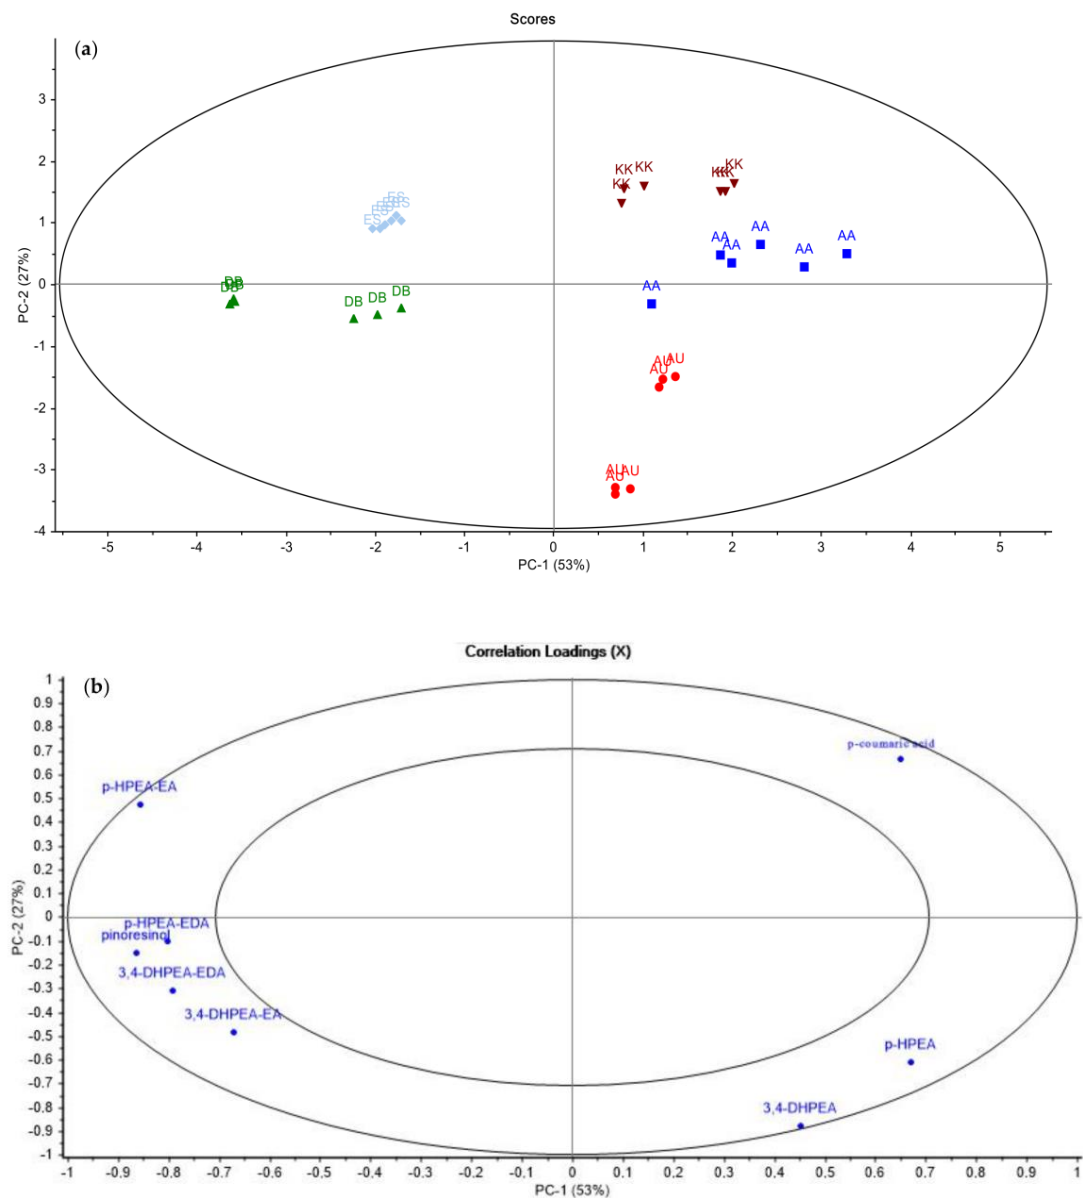 Scores
(a)
3
2
1
0
-1
-2
-3
-4
PC-2 (27%)
KK KK
KK
KK
KK
AA
AA
AA
AA
AA
AA
ES
DB
DB
DB
DB
DB
AU
AU
AU
AU AU
AU
-5 -4 -3 -2 -1 0 1 2 3 4 5
PC-1 (53%)
Correlation Loadings (X)
(b)
1
0.9
0.8
0.7
0.6
0.5
0.4
0.3
0.2
0.1
0
-0.1
-0.2
-0.3
-0.4
-0.5
-0.6
-0.7
-0.8
-0.9
-1
PC-2 (27%)
p-coumaric acid
p-HPEA-EA
p-HPEA-EDA
pinoresinol
3,4-DHPEA-EDA
3,4-DHPEA-EA
p-HPEA
3,4-DHPEA
-1 -0.9 -0.8 -0.7 -0.6 -0.5 -0.4 -0.3 -0.2 -0.1 0 0.1 0.2 0.3 0.4 0.5 0.6 0.7 0.8 0.9 1
PC-1 (53%)